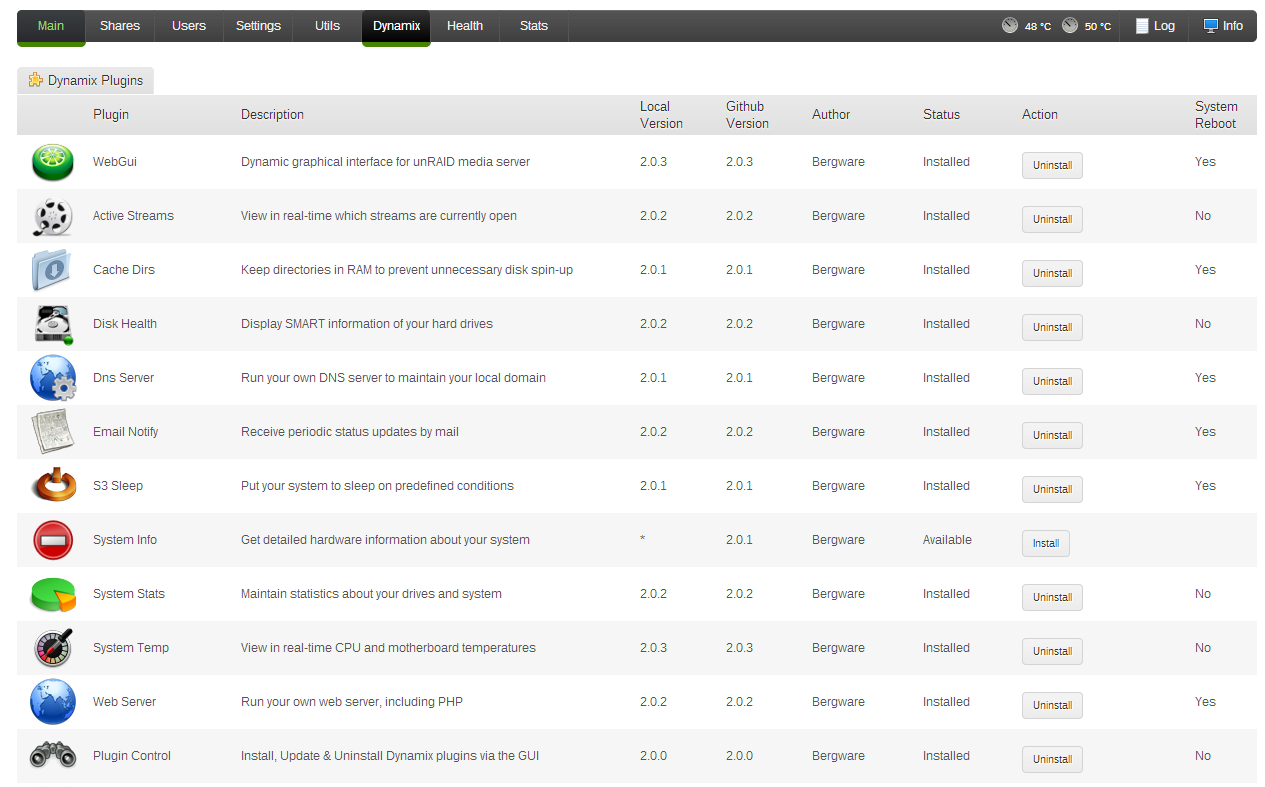 Main Shares Users Settings Utils Dynamix Health Stats 48 °C 50 °C Log Info
Dynamix Plugins
Plugin Description Local Version Github Version Author Status Action System Reboot
WebGui Dynamic graphical interface for unRAID media server 2.0.3 2.0.3 Bergware Installed Uninstall Yes
Active Streams View in real-time which streams are currently open 2.0.2 2.0.2 Bergware Installed Uninstall No
Cache Dirs Keep directories in RAM to prevent unnecessary disk spin-up 2.0.1 2.0.1 Bergware Installed Uninstall Yes
Disk Health Display SMART information of your hard drives 2.0.2 2.0.2 Bergware Installed Uninstall No
Dns Server Run your own DNS server to maintain your local domain 2.0.1 2.0.1 Bergware Installed Uninstall Yes
Email Notify Receive periodic status updates by mail 2.0.2 2.0.2 Bergware Installed Uninstall Yes
S3 Sleep Put your system to sleep on predefined conditions 2.0.1 2.0.1 Bergware Installed Uninstall Yes
System Info Get detailed hardware information about your system * 2.0.1 Bergware Available Install
System Stats Maintain statistics about your drives and system 2.0.2 2.0.2 Bergware Installed Uninstall No
System Temp View in real-time CPU and motherboard temperatures 2.0.3 2.0.3 Bergware Installed Uninstall No
Web Server Run your own web server, including PHP 2.0.2 2.0.2 Bergware Installed Uninstall Yes
Plugin Control Install, Update & Uninstall Dynamix plugins via the GUI 2.0.0 2.0.0 Bergware Installed Uninstall No